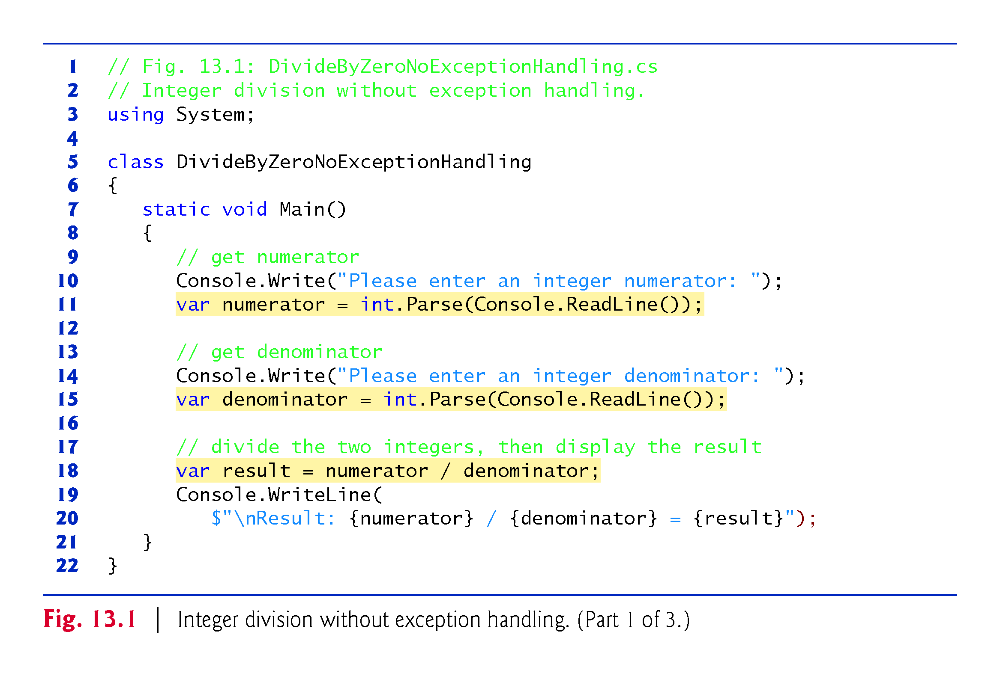 1 // Fig. 13.1: DivideByZeroNoExceptionHandling.cs
2 // Integer division without exception handling.
3 using System;
4
5 class DivideByZeroNoExceptionHandling
6 {
7    static void Main()
8    {
9       // get numerator
10       Console.Write("Please enter an integer numerator: ");
11       var numerator = int.Parse(Console.ReadLine());
12
13       // get denominator
14       Console.Write("Please enter an integer denominator: ");
15       var denominator = int.Parse(Console.ReadLine());
16
17       // divide the two integers, then display the result
18       var result = numerator / denominator;
19       Console.WriteLine(
20          $"\nResult: {numerator} / {denominator} = {result}");
21    }
22 }
Fig. 13.1 | Integer division without exception handling. (Part 1 of 3.)